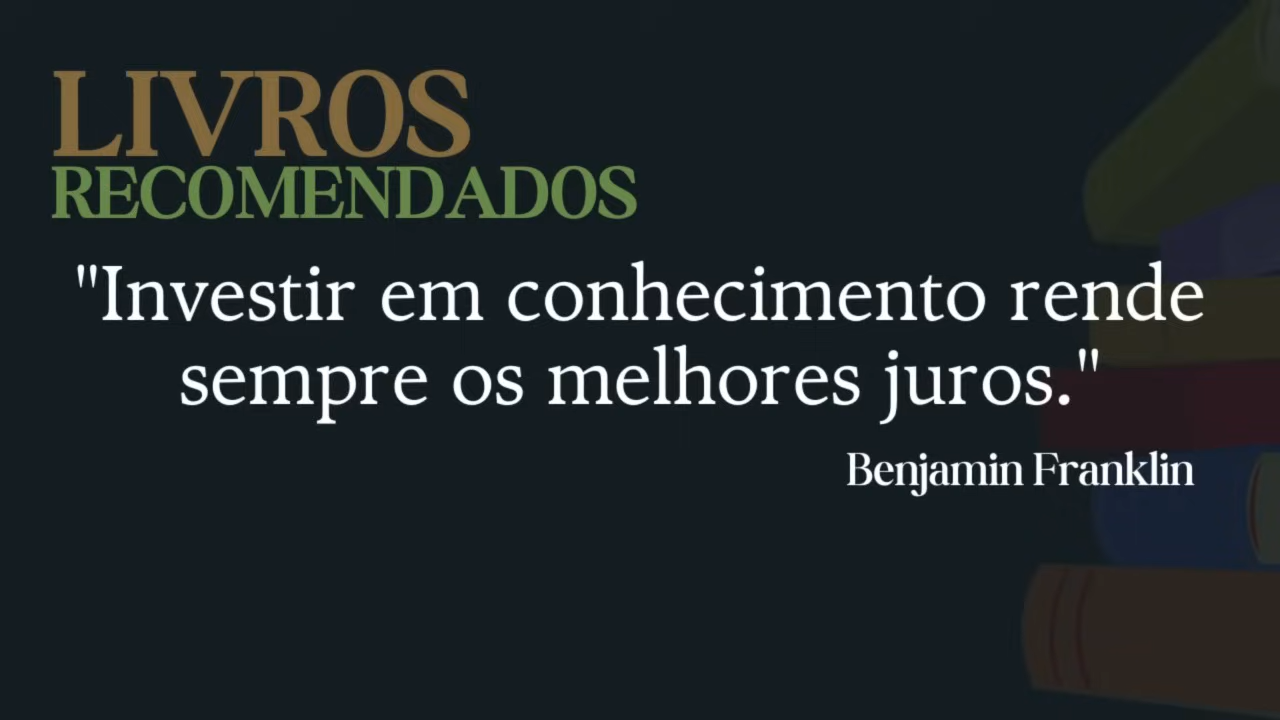 LIVROS
RECOMENDADOS
"Investir em conhecimento rende
sempre os melhores juros."
Benjamin Franklin